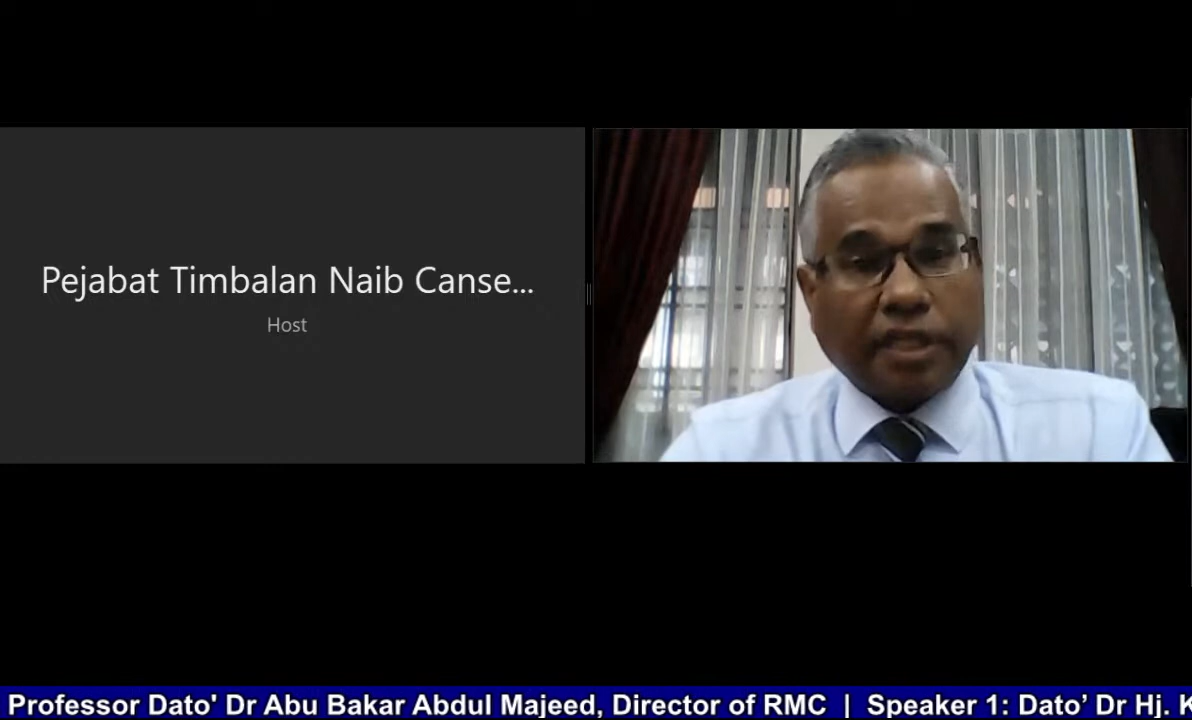 Pejabat Timbalan Naib Canse...
Host
Professor Dato' Dr Abu Bakar Abdul Majeed, Director of RMC | Speaker 1: Dato’ Dr Hj. K